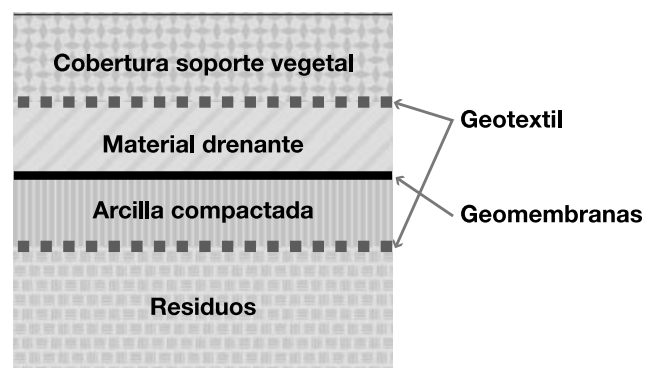 Cobertura soporte vegetal
Geotextil
Material drenante
Arcilla compactada
Geomembranas
Residuos